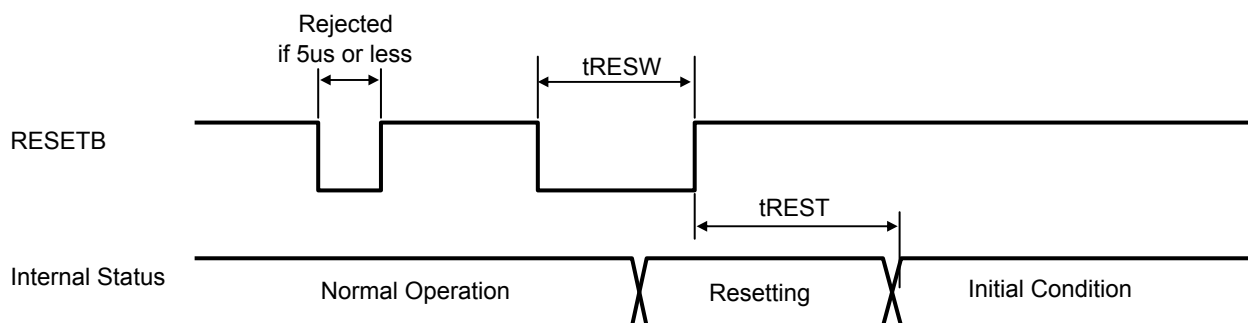 Rejected
if 5us or less
tRESW
RESETB
tREST
Internal Status
Normal Operation
Resetting
Initial Condition